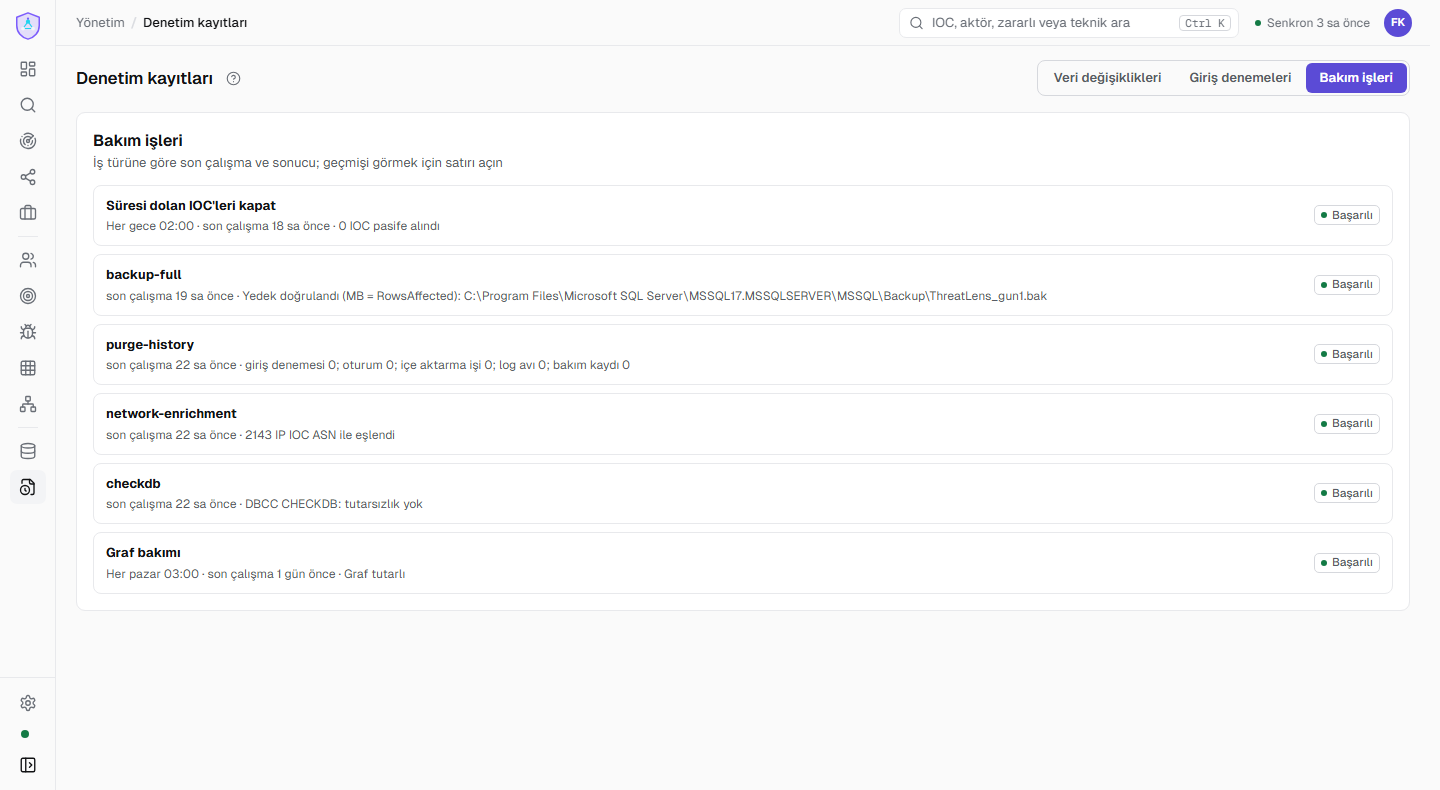 Yönetim / Denetim kayıtları
IOC, aktör, zararlı veya teknik ara
Ctrl K
Senkron 3 sa önce
FK
Denetim kayıtları
Veri değişiklikleri
Giriş denemeleri
Bakım işleri
Bakım işleri
İş türüne göre son çalışma ve sonucu; geçmişi görmek için satırı açın
Süresi dolan IOC'leri kapat
Her gece 02:00 · son çalışma 18 sa önce · 0 IOC pasife alındı
Başarılı
backup-full
son çalışma 19 sa önce · Yedek doğrulandı (MB = RowsAffected): C:\Program Files\Microsoft SQL Server\MSSQL17.MSSQLSERVER\MSSQL\Backup\ThreatLens_gun1.bak
Başarılı
purge-history
son çalışma 22 sa önce · giriş denemesi 0; oturum 0; içe aktarma işi 0; log avı 0; bakım kaydı 0
Başarılı
network-enrichment
son çalışma 22 sa önce · 2143 IP IOC ASN ile eşlendi
Başarılı
checkdb
son çalışma 22 sa önce · DBCC CHECKDB: tutarsızlık yok
Başarılı
Graf bakımı
Her pazar 03:00 · son çalışma 1 gün önce · Graf tutarlı
Başarılı